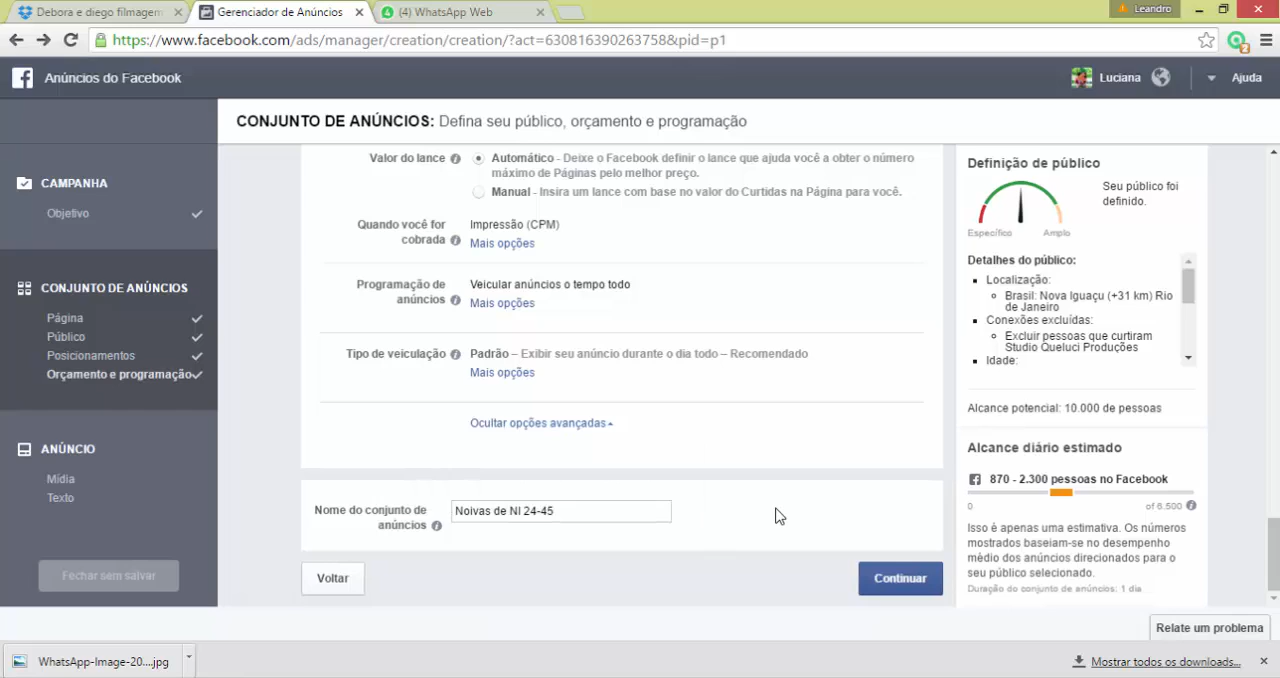 Debora e diego filmagem
Gerenciador de Anúncios
(4) WhatsApp Web
Leandro
https://www.facebook.com/ads/manager/creation/creation/?act=630816390263758&pid=p1
Anúncios do Facebook
Luciana
Ajuda
CONJUNTO DE ANÚNCIOS: Defina seu público, orçamento e programação
CAMPANHA
Objetivo
CONJUNTO DE ANÚNCIOS
Página
Público
Posicionamentos
Orçamento e programação
ANÚNCIO
Mídia
Texto
Fechar sem salvar
Valor do lance
Automático - Deixe o Facebook definir o lance que ajuda você a obter o número
máximo de Páginas pelo melhor preço.
Manual - Insira um lance com base no valor do Curtidas na Página para você.
Quando você for
cobrada
Impressão (CPM)
Mais opções
Programação de
anúncios
Veicular anúncios o tempo todo
Mais opções
Tipo de veiculação
Padrão – Exibir seu anúncio durante o dia todo – Recomendado
Mais opções
Ocultar opções avançadas
Nome do conjunto de
anúncios
Noivas de NI 24-45
Voltar
Continuar
Definição de público
Seu público foi
definido.
Específico
Amplo
Detalhes do público:
Localização:
Brasil: Nova Iguaçu (+31 km) Rio
de Janeiro
Conexões excluídas:
Excluir pessoas que curtiram
Studio Queluci Produções
Idade:
Alcance potencial: 10.000 de pessoas
Alcance diário estimado
870 - 2.300 pessoas no Facebook
0
of 6.500
Isso é apenas uma estimativa. Os números
mostrados baseiam-se no desempenho
médio dos anúncios direcionados para o
seu público selecionado.
Duração do conjunto de anúncios: 1 dia
Relate um problema
WhatsApp-Image-20....jpg
Mostrar todos os downloads...